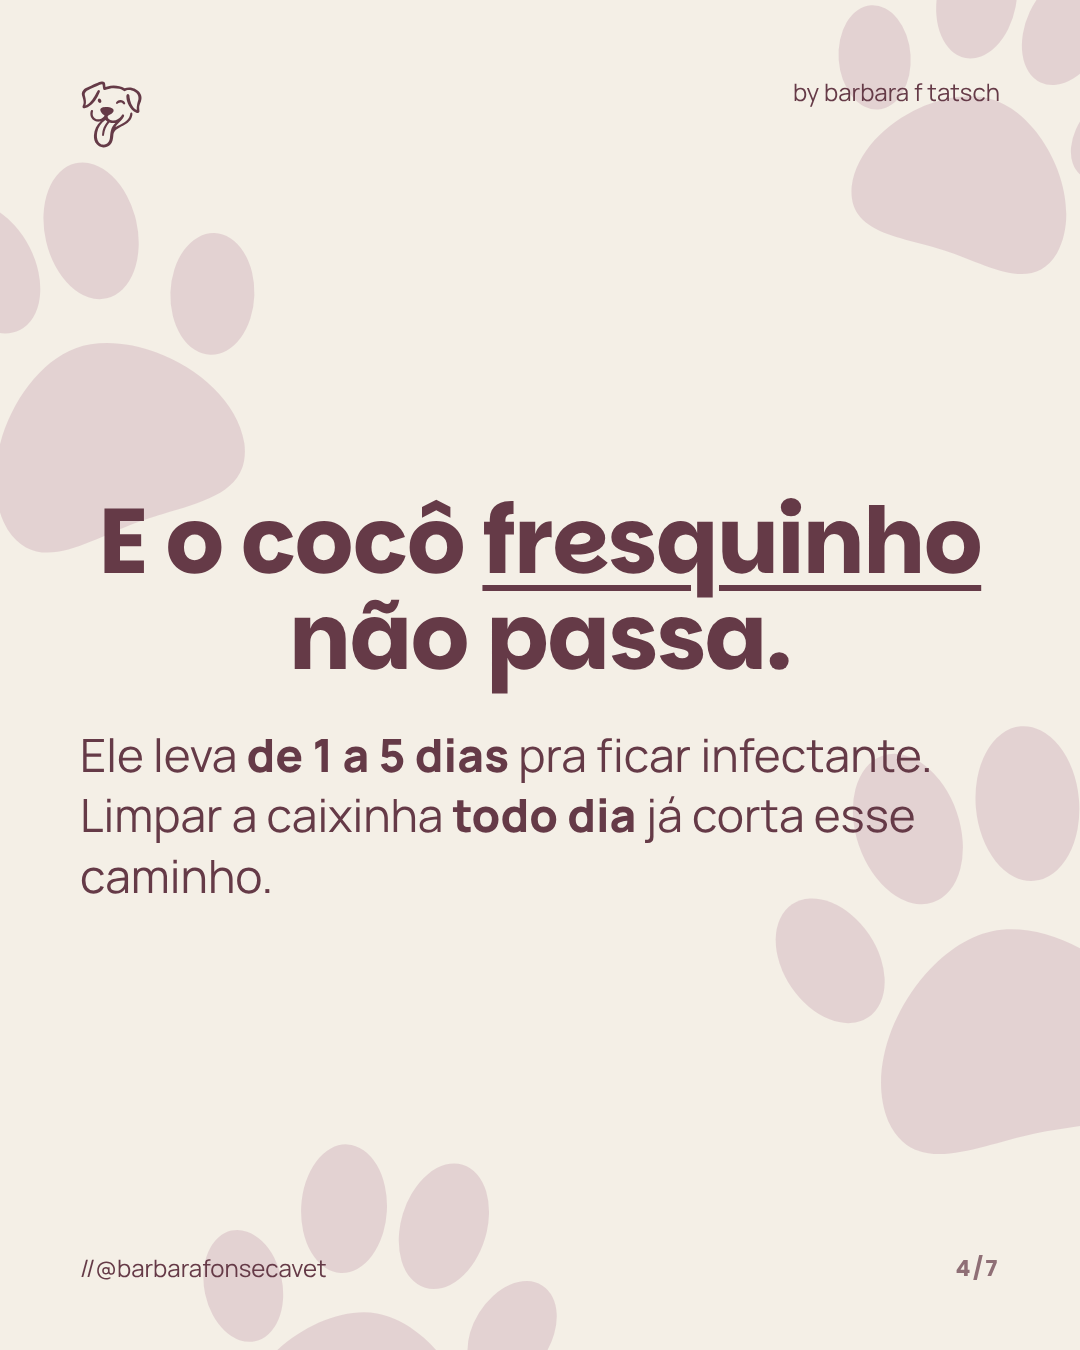 by barbara f tatsch
E o cocô fresquinho
não passa.
Ele leva de 1 a 5 dias pra ficar infectante.
Limpar a caixinha todo dia já corta esse
caminho.
//@barbarafonsecavet
4/7